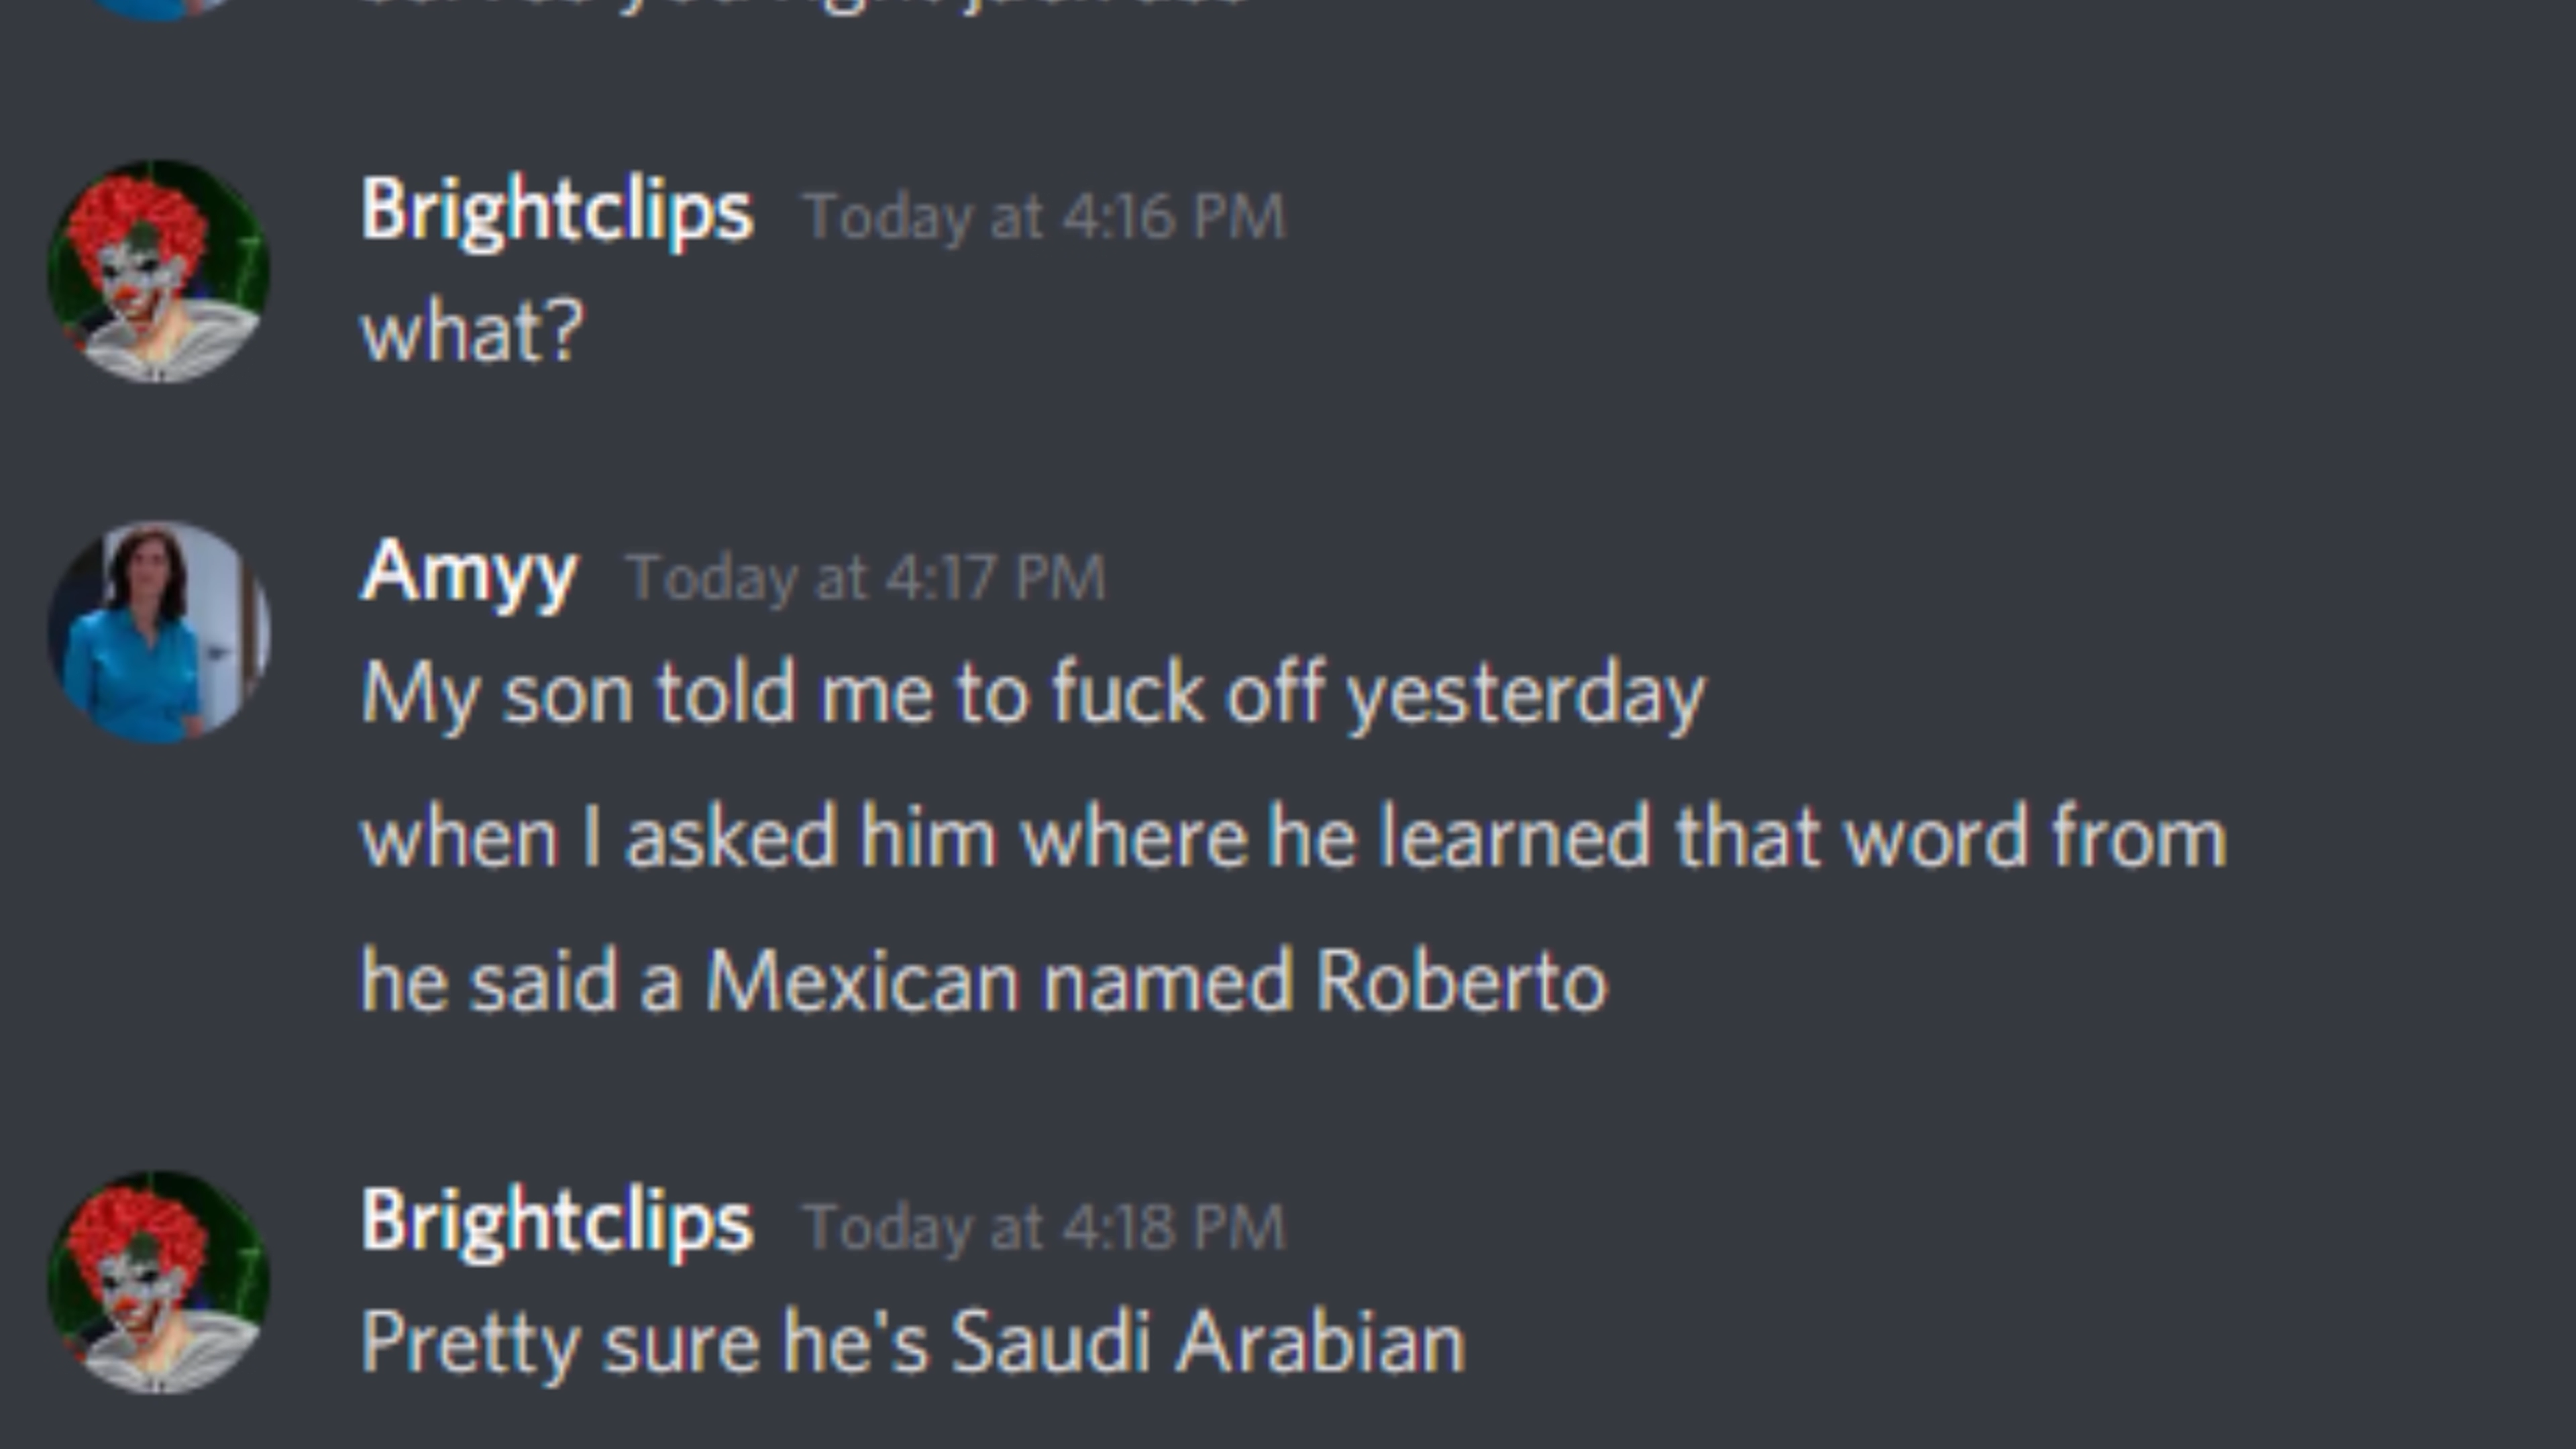 Brightclips Today at 4:16 PM
what?
Amyy Today at 4:17 PM
My son told me to fuck off yesterday
when I asked him where he learned that word from
he said a Mexican named Roberto
Brightclips Today at 4:18 PM
Pretty sure he's Saudi Arabian